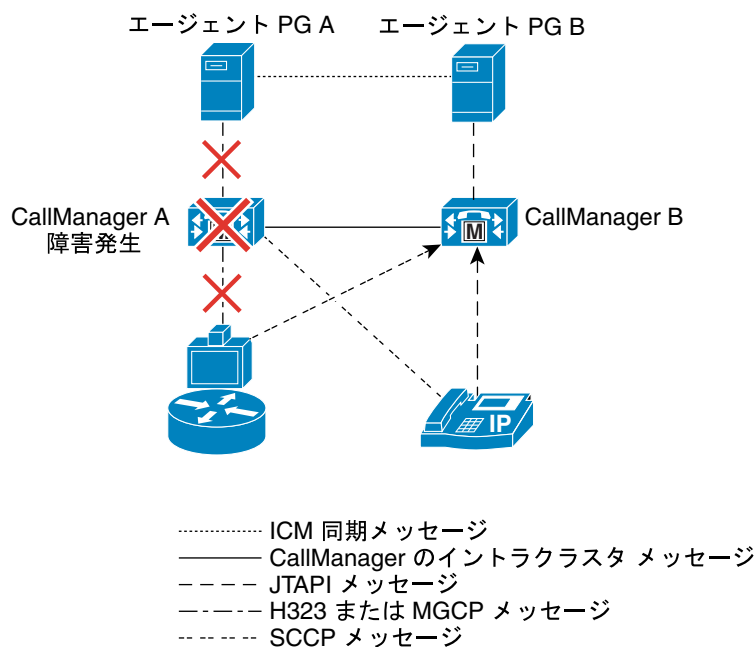 エージェント PG A
エージェント PG B
CallManager A
障害発生
CallManager B
M
IP
ICM 同期メッセージ
CallManager のイントラクラスタ メッセージ
JTAPI メッセージ
H323 または MGCP メッセージ
SCCP メッセージ